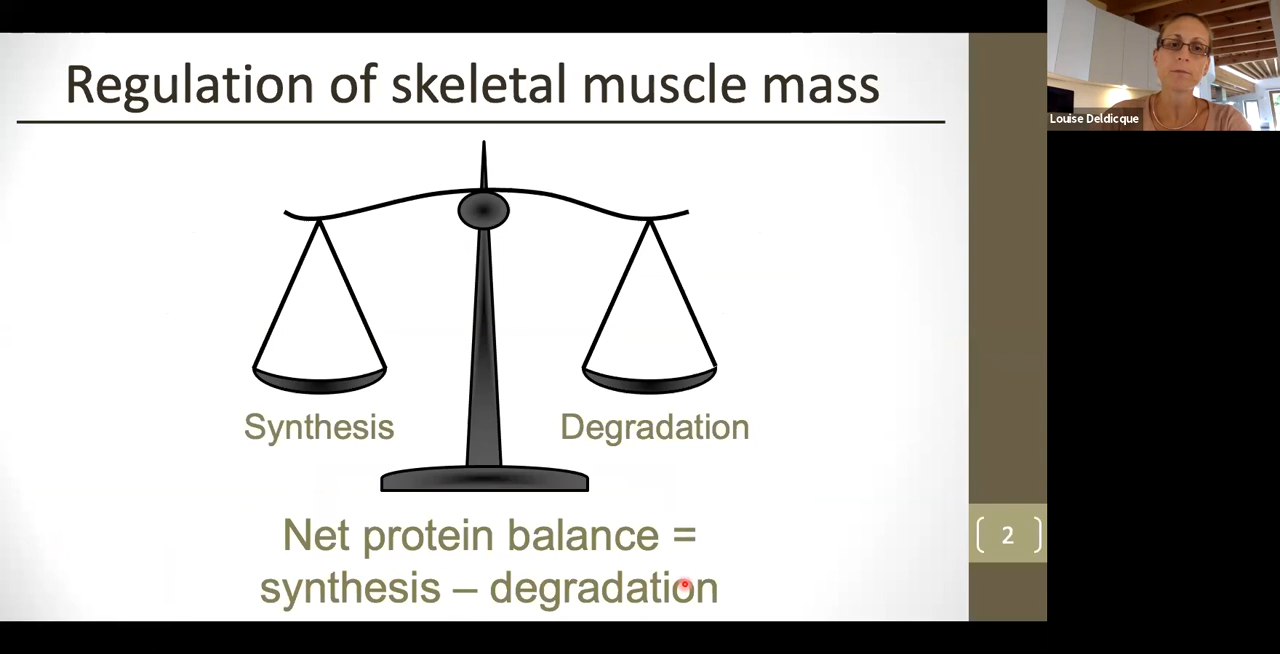 Regulation of skeletal muscle mass
Louise Deldicque
Synthesis
Degradation
Net protein balance =
synthesis – degradation
2